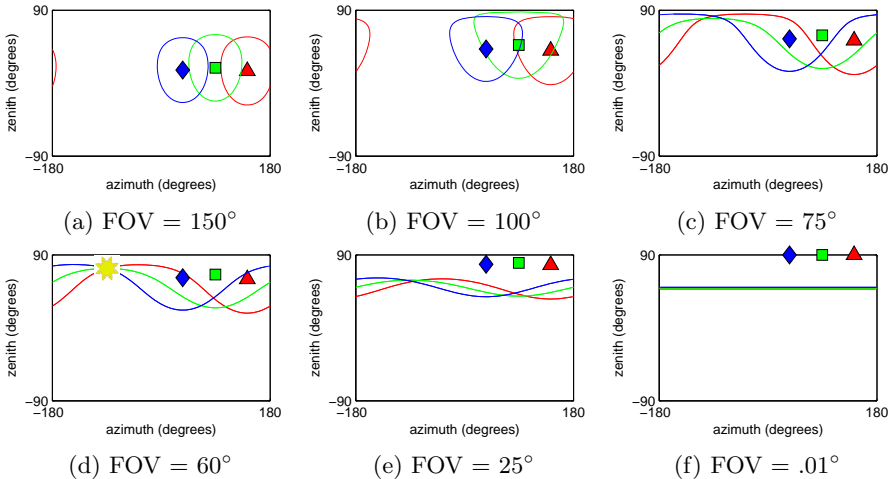 90
zenith (degrees)
−90
−180
180
azimuth (degrees)
(a) FOV = 150°
90
zenith (degrees)
−90
−180
180
azimuth (degrees)
(b) FOV = 100°
90
zenith (degrees)
−90
−180
180
azimuth (degrees)
(c) FOV = 75°
90
zenith (degrees)
−90
−180
180
azimuth (degrees)
(d) FOV = 60°
90
zenith (degrees)
−90
−180
180
azimuth (degrees)
(e) FOV = 25°
90
zenith (degrees)
−90
−180
180
azimuth (degrees)
(f) FOV = .01°